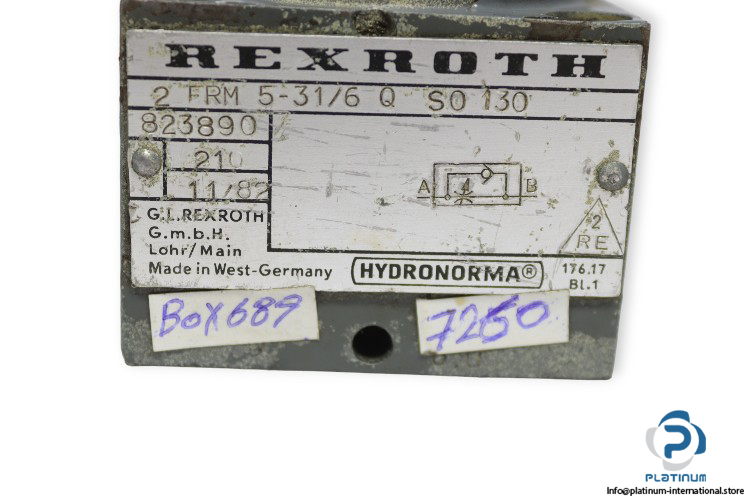 REXROTH
2 FRM 5-31/6 Q SO 130
823890
210
11/82
A B
G.L.REXROTH
G.m.b.H.
Lohr/Main
Made in West-Germany
HYDRONORMA®
2
RE
176.17
Bl.1
BOX689
7260
PLATINUM
Info@platinum-international.store